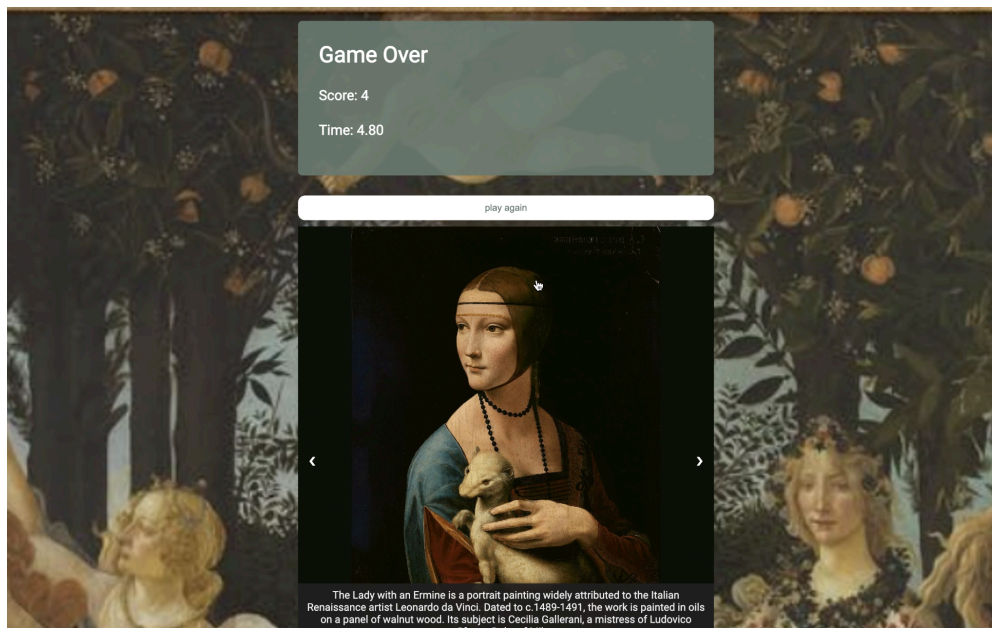 Game Over
Score: 4
Time: 4.80
play again
‹
›
The Lady with an Ermine is a portrait painting widely attributed to the Italian
Renaissance artist Leonardo da Vinci. Dated to c.1489-1491, the work is painted in oils
on a panel of walnut wood. Its subject is Cecilia Gallerani, a mistress of Ludovico